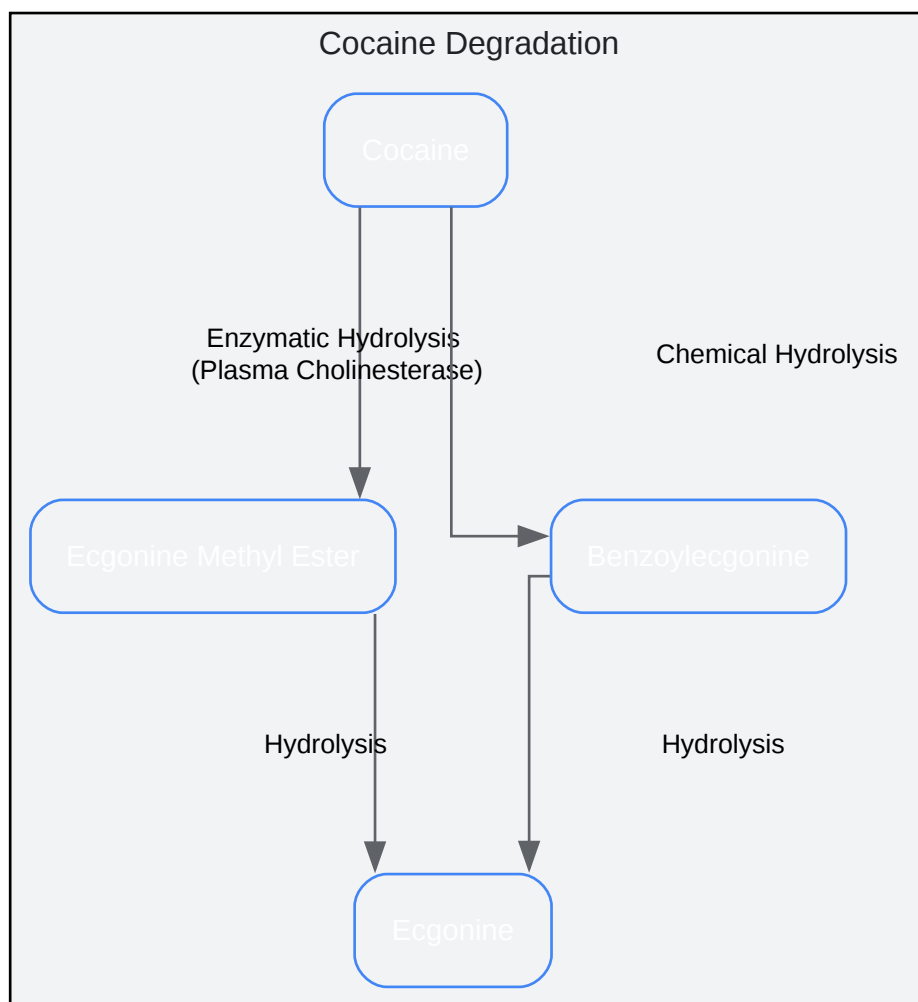 Cocaine Degradation
Cocaine
Enzymatic Hydrolysis
(Plasma Cholinesterase)
Chemical Hydrolysis
Ecgonine Methyl Ester
Benzoylecgonine
Hydrolysis
Hydrolysis
Ecgonine